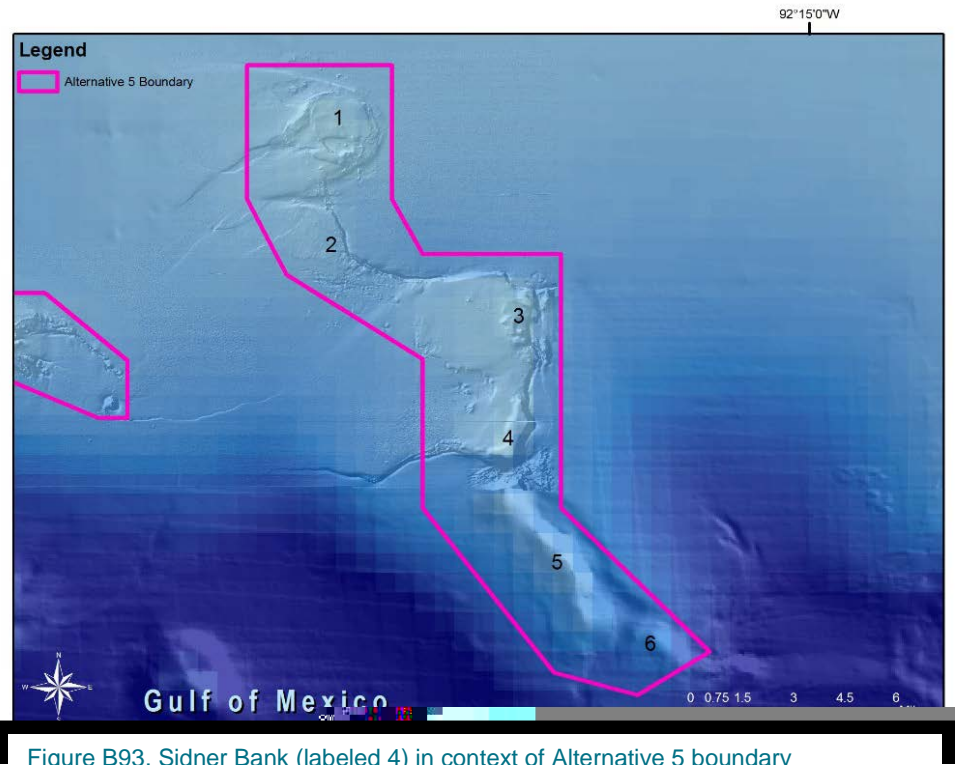 92°15'0"W
Legend
Alternative 5 Boundary
1
2
3
4
5
6
N
W E
0 0.75 1.5 3 4.5 6
Gulf of Mexico
Figure B93. Sidner Bank (labeled 4) in context of Alternative 5 boundary